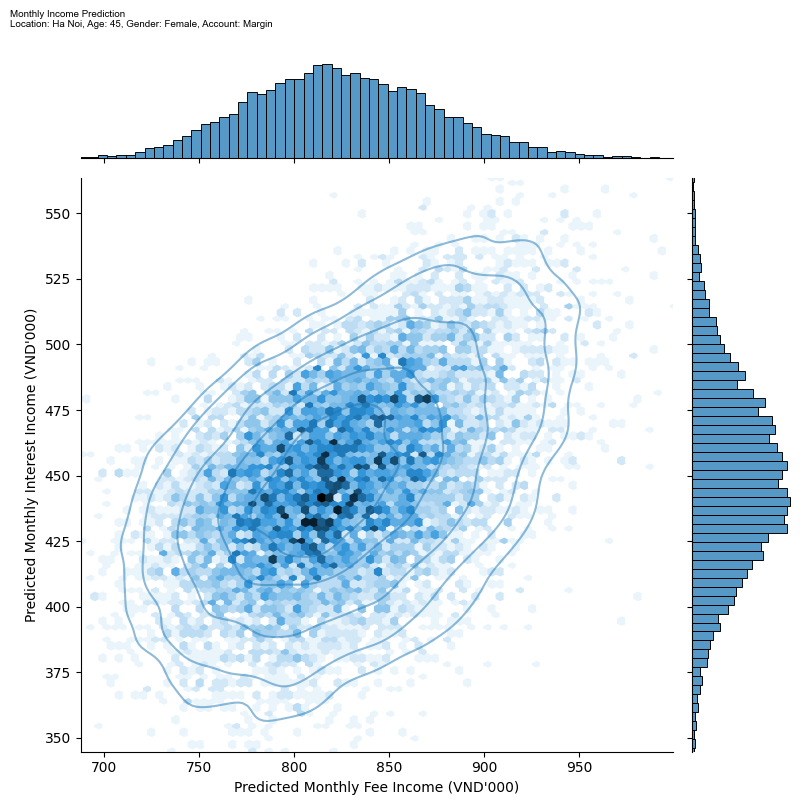 Monthly Income Prediction
Location: Ha Noi, Age: 45, Gender: Female, Account: Margin
550
525
500
475
450
425
400
375
350
Predicted Monthly Interest Income (VND'000)
700 750 800 850 900 950
Predicted Monthly Fee Income (VND'000)